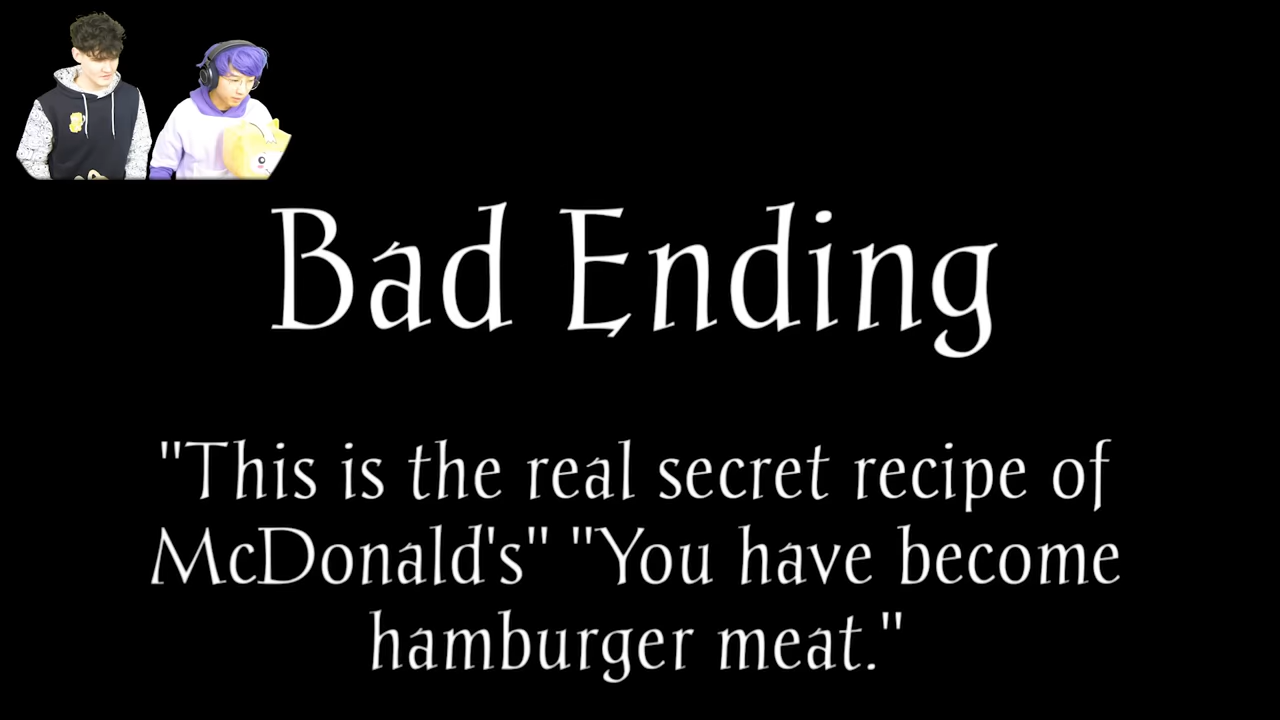 Bad Ending
"This is the real secret recipe of
McDonald's" "You have become
hamburger meat."